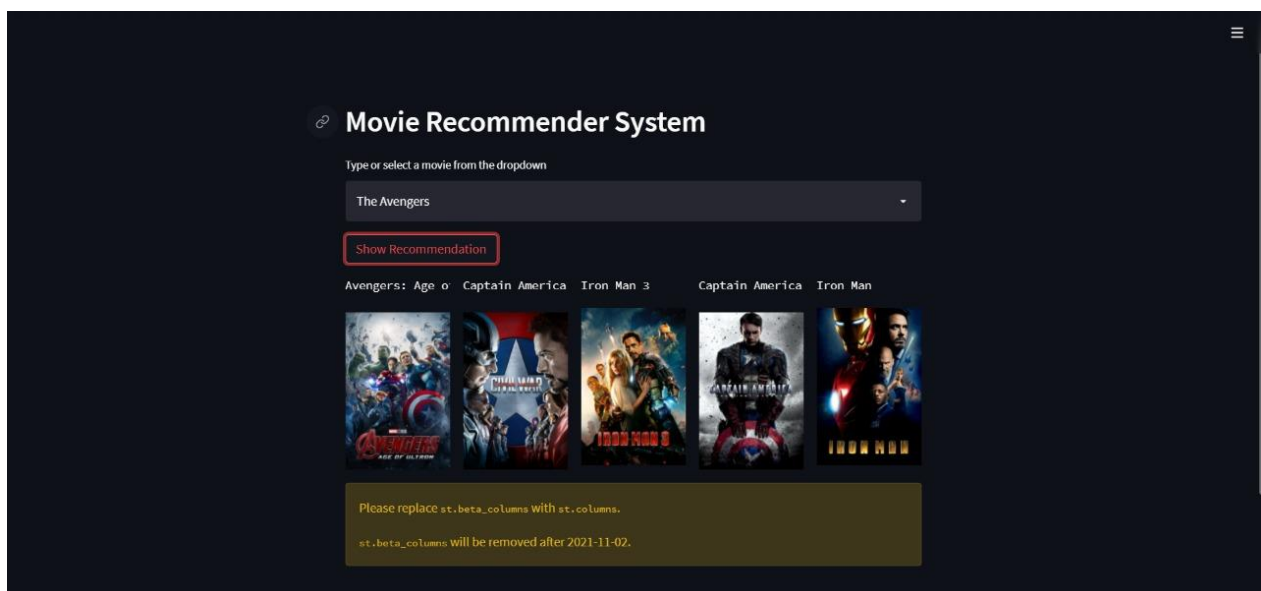 Movie Recommender System
Type or select a movie from the dropdown
The Avengers
Show Recommendation
Avengers: Age o Captain America Iron Man 3 Captain America Iron Man
AVENGERS
AGE OF ULTRON
CIVIL WAR
IRON MAN 3
CAPTAIN AMERICA
IRON MAN
Please replace st.beta_columns with st.columns.
st.beta_columns will be removed after 2021-11-02.